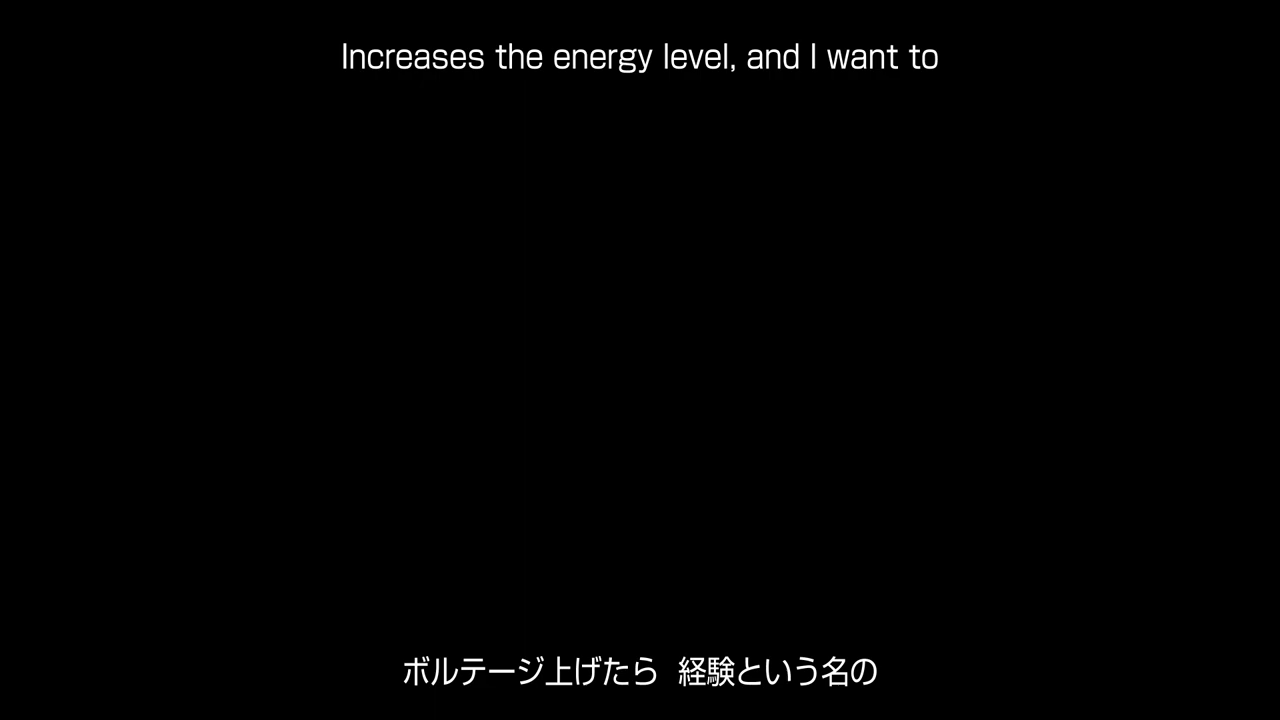 Increases the energy level, and I want to
ボルテージ上げたら 経験という名の